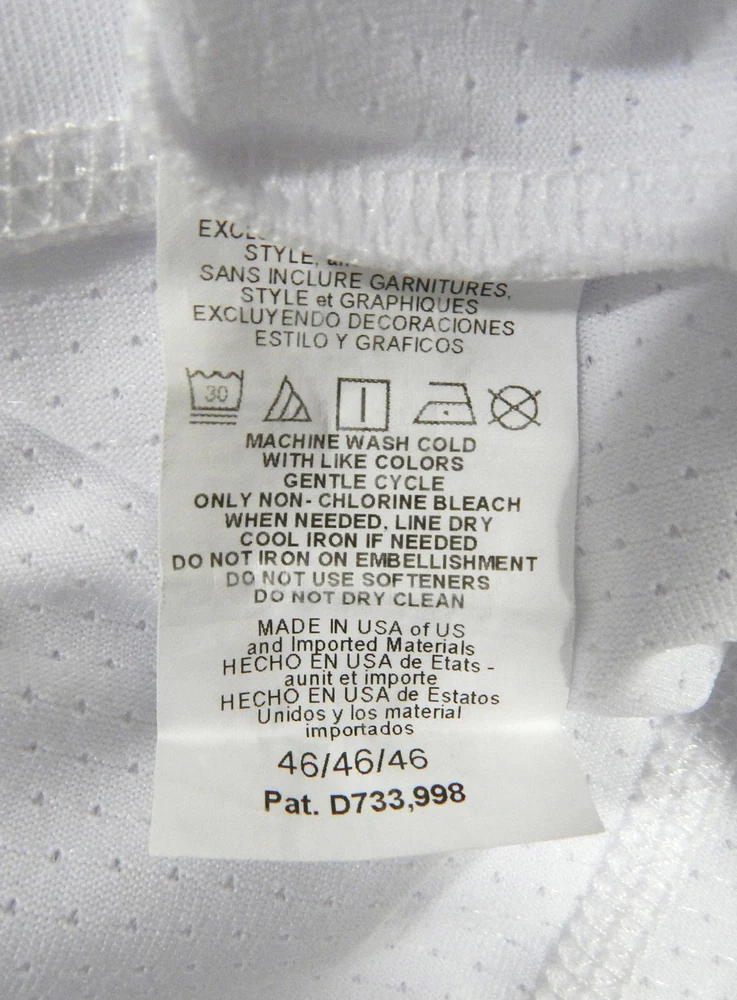 STYLE,
SANS INCLURE GARNITURES,
STYLE et GRAPHIQUES
EXCLUYENDO DECORACIONES
ESTILO Y GRAFICOS
30
MACHINE WASH COLD
WITH LIKE COLORS
GENTLE CYCLE
ONLY NON- CHLORINE BLEACH
WHEN NEEDED, LINE DRY
COOL IRON IF NEEDED
DO NOT IRON ON EMBELLISHMENT
DO NOT USE SOFTENERS
DO NOT DRY CLEAN
MADE IN USA of US
and Imported Materials
HECHO EN USA de Etats -
aunit et importe
HECHO EN USA de Estatos
Unidos y los material
importados
46/46/46
Pat. D733,998